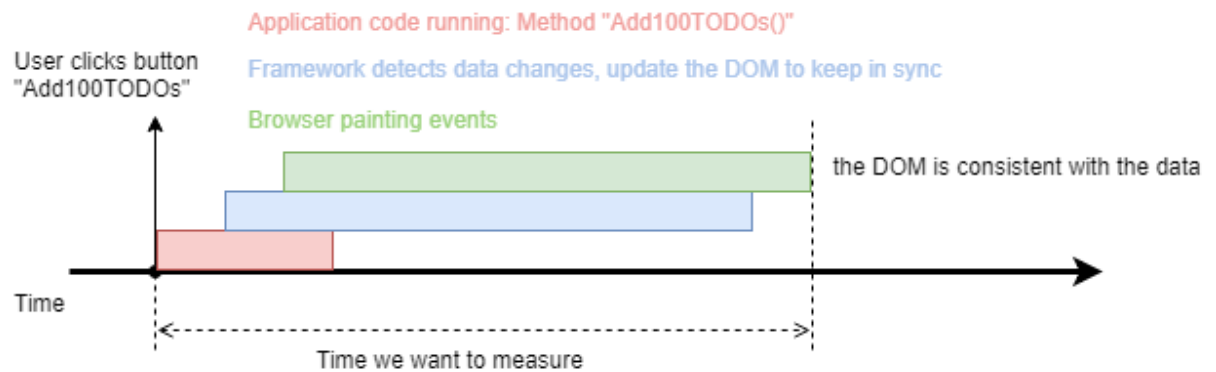 Application code running: Method "Add100TODOs()"
User clicks button
"Add100TODOs"
Framework detects data changes, update the DOM to keep in sync
Browser painting events
the DOM is consistent with the data
Time
Time we want to measure